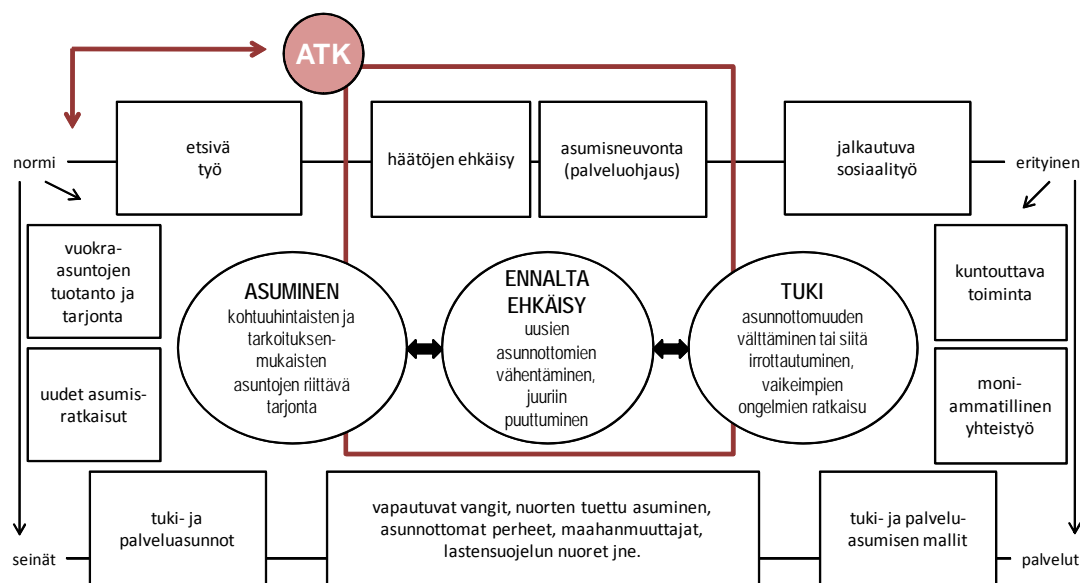 ATK
normi
etsivä
työ
häätöjen ehkäisy
asumisneuvonta
(palveluohjaus)
jalkautuva
sosiaalityö
erityinen
vuokra-
asuntojen
tuotanto ja
tarjonta
uudet asumis-
ratkaisut
ASUMINEN
kohtuuhintaisten ja
tarkoituksen-
mukaisten
asuntojen riittävä
tarjonta
ENNALTA
EHKÄISY
uusien
asunnottomien
vähentäminen,
juuriin
puuttuminen
TUKI
asunnottomuuden
välttäminen tai siitä
irrottautuminen,
vaikeimpien
ongelmien ratkaisu
kuntouttava
toiminta
moni-
ammatillinen
yhteistyö
seinät
tuki- ja
palveluasunnot
vapautuvat vangit, nuorten tuettu asuminen,
asunnottomat perheet, maahanmuuttajat,
lastensuojelun nuoret jne.
tuki- ja palvelu-
asumisen mallit
palvelut